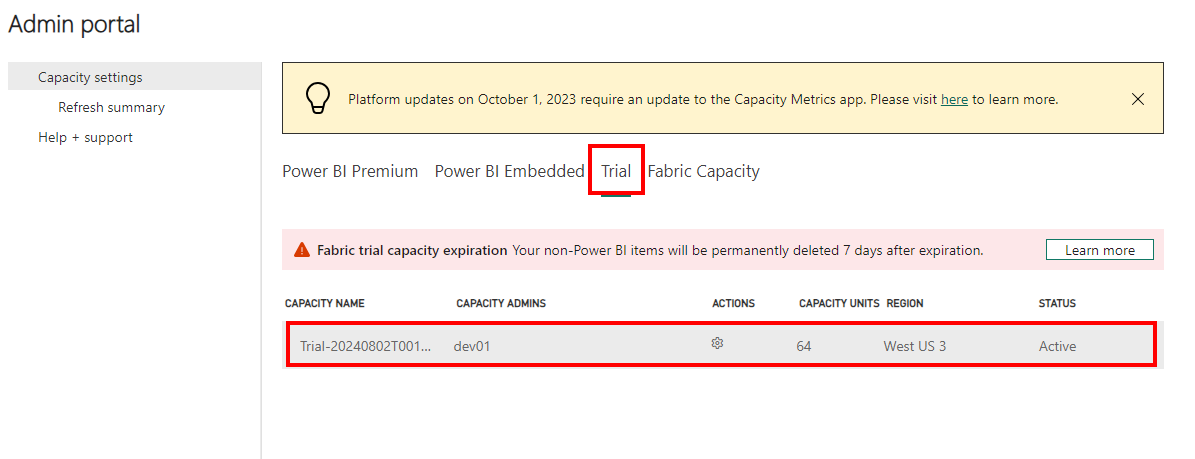 Admin portal
Capacity settings
Refresh summary
Help + support
Platform updates on October 1, 2023 require an update to the Capacity Metrics app. Please visit here to learn more.
Power BI Premium Power BI Embedded Trial Fabric Capacity
Fabric trial capacity expiration Your non-Power BI items will be permanently deleted 7 days after expiration. Learn more
CAPACITY NAME CAPACITY ADMINS ACTIONS CAPACITY UNITS REGION STATUS
Trial-20240802T001... dev01 64 West US 3 Active